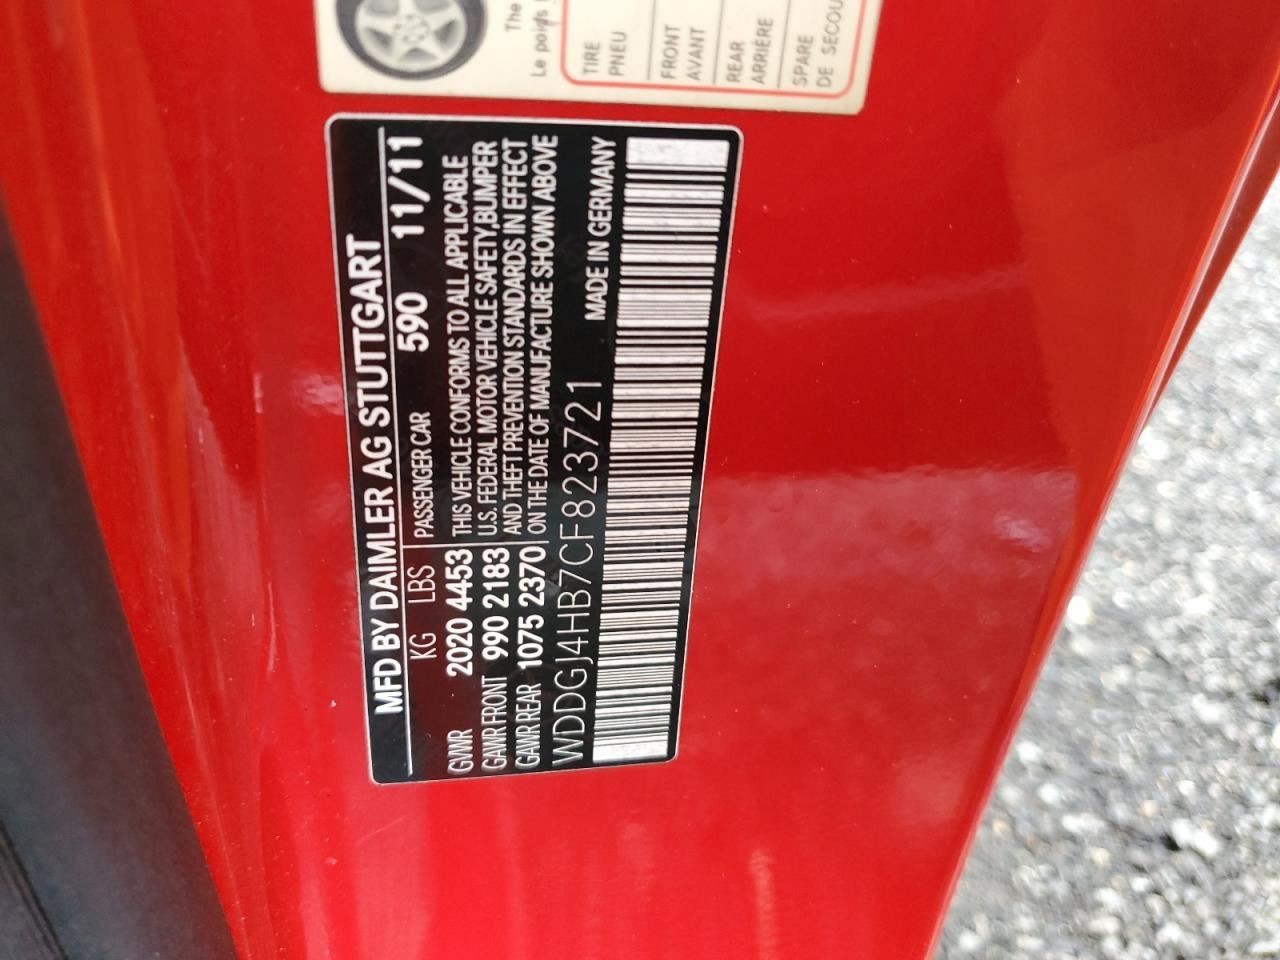 The
Le poids
TIRE
PNEU
FRONT
AVANT
REAR
ARRIÈRE
SPARE
DE SECOU
MFD BY DAIMLER AG STUTTGART
KG LBS PASSENGER CAR 590 11/11
GVWR 2020 4453 THIS VEHICLE CONFORMS TO ALL APPLICABLE
GAWR FRONT 990 2183 U.S. FEDERAL MOTOR VEHICLE SAFETY,BUMPER
GAWR REAR 1075 2370 AND THEFT PREVENTION STANDARDS IN EFFECT
ON THE DATE OF MANUFACTURE SHOWN ABOVE
WDDGJ4HB7CF823721 MADE IN GERMANY